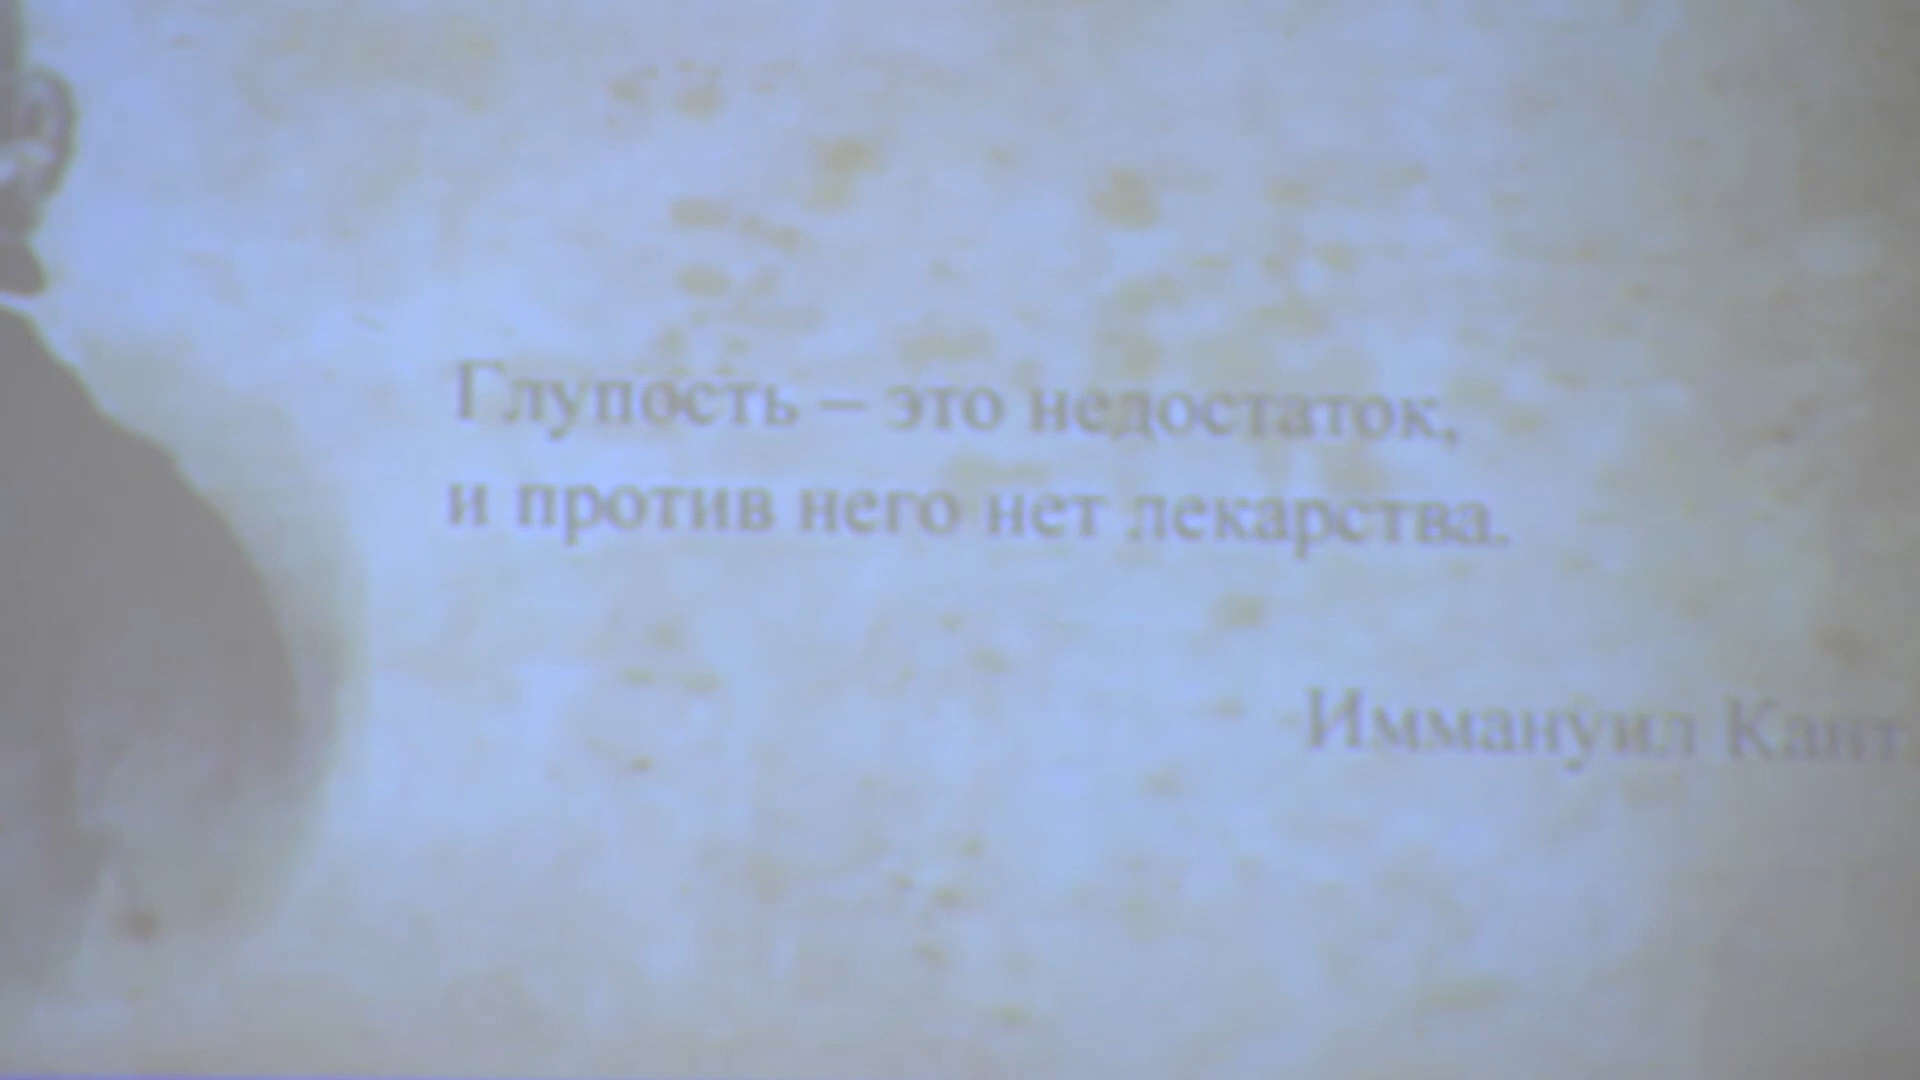 Глупость – это недостаток,
и против него нет лекарства.
Иммануил Кант